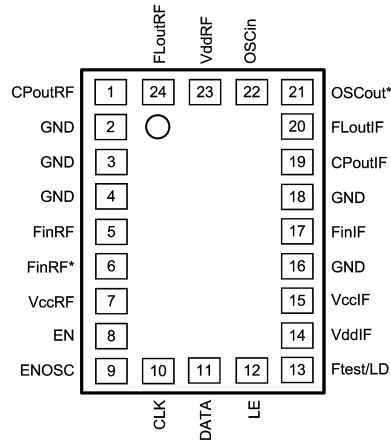 FLoutRF
VddRF
OSCin
CPoutRF 1 24 23 22 21 OSCout*
GND 2 20 FLoutIF
GND 3 19 CPoutIF
GND 4 18 GND
FinRF 5 17 FinIF
FinRF* 6 16 GND
VccRF 7 15 VccIF
EN 8 14 VddIF
ENOSC 9 10 11 12 13 Ftest/LD
CLK
DATA
LE